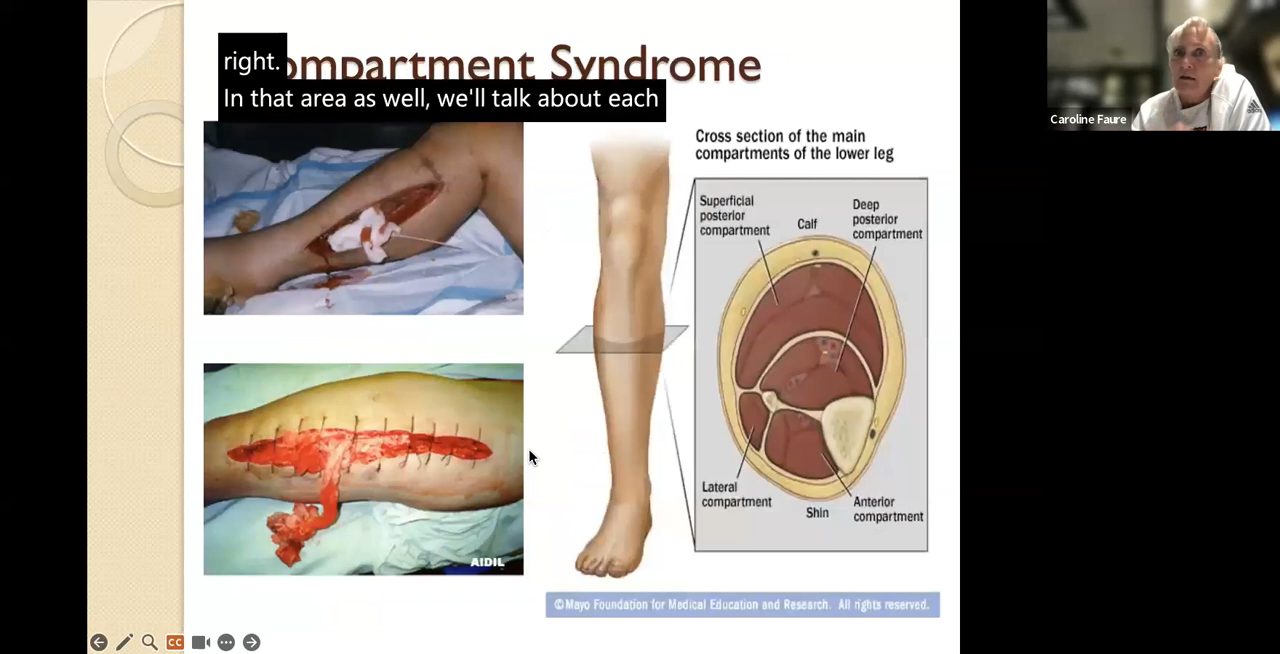 right.
ompartment Syndrome
In that area as well, we'll talk about each
Caroline Faure
Cross section of the main
compartments of the lower leg
Superficial
posterior
compartment
Calf
Deep
posterior
compartment
Lateral
compartment
Shin
Anterior
compartment
AIDIL
©Mayo Foundation for Medical Education and Research. All rights reserved.
CC